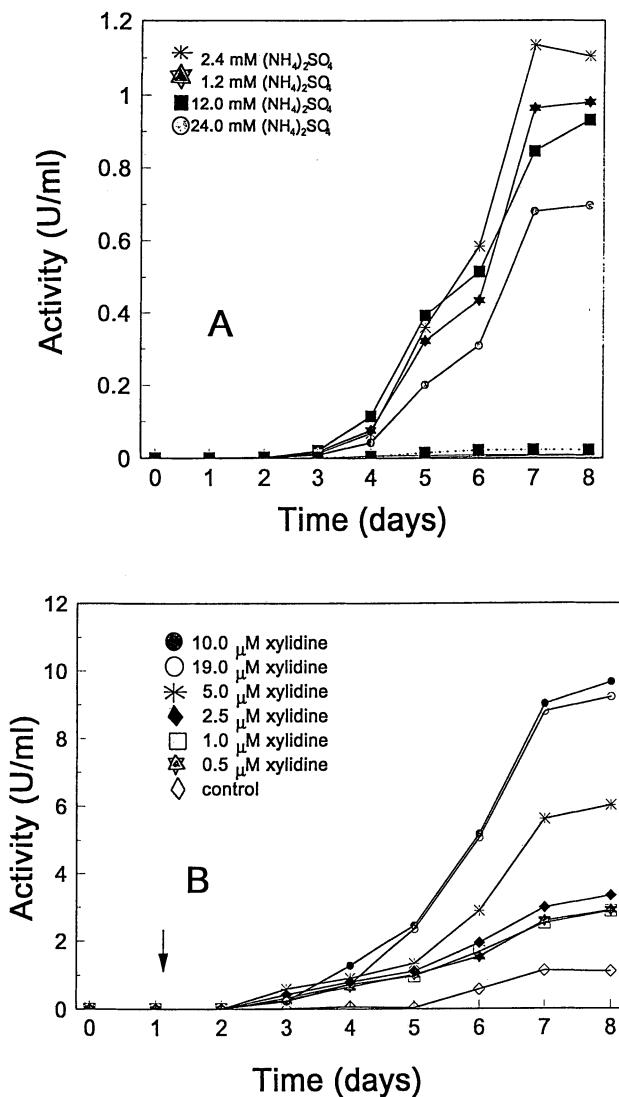 1.2
2.4 mM (NH₄)₂SO₄
1.2 mM (NH₄)₂SO₄
12.0 mM (NH₄)₂SO₄
24.0 mM (NH₄)₂SO₄
1
0.8
0.6
0.4
0.2
0
Activity (U/ml)
A
0 1 2 3 4 5 6 7 8
Time (days)
12
10
8
6
4
2
0
Activity (U/ml)
10.0 µM xylidine
19.0 µM xylidine
5.0 µM xylidine
2.5 µM xylidine
1.0 µM xylidine
0.5 µM xylidine
control
B
0 1 2 3 4 5 6 7 8
Time (days)